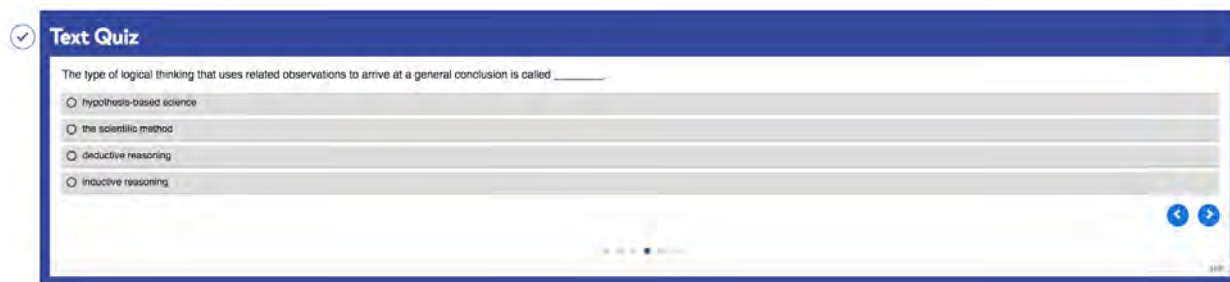 Text Quiz
The type of logical thinking that uses related observations to arrive at a general conclusion is called ________.
hypothesis-based science
the scientific method
deductive reasoning
inductive reasoning